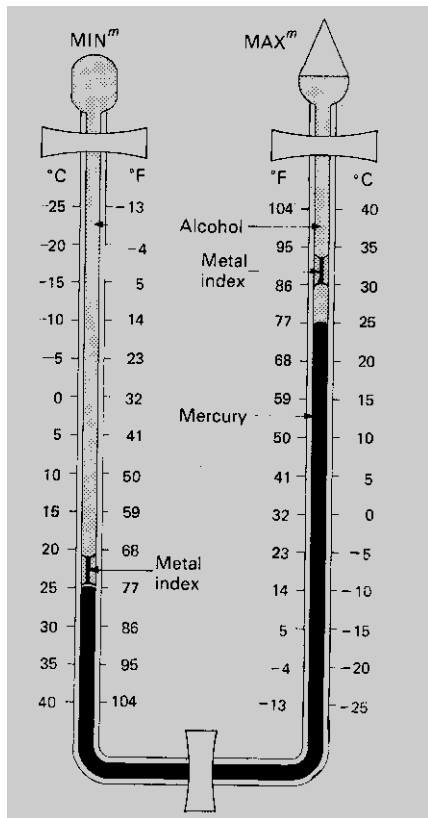 MINᵐ MAXᵐ
°C °F °F °C
-25 -13 104 40
Alcohol
-20 -4 95 35
Metal
index
-15 5 86 30
-10 14 77 25
-5 23 68 20
0 32 59 15
Mercury
5 41 50 10
10 50 41 5
15 59 32 0
20 68 23 -5
Metal
index
25 77 14 -10
30 86 5 -15
35 95 -4 -20
40 104 -13 -25